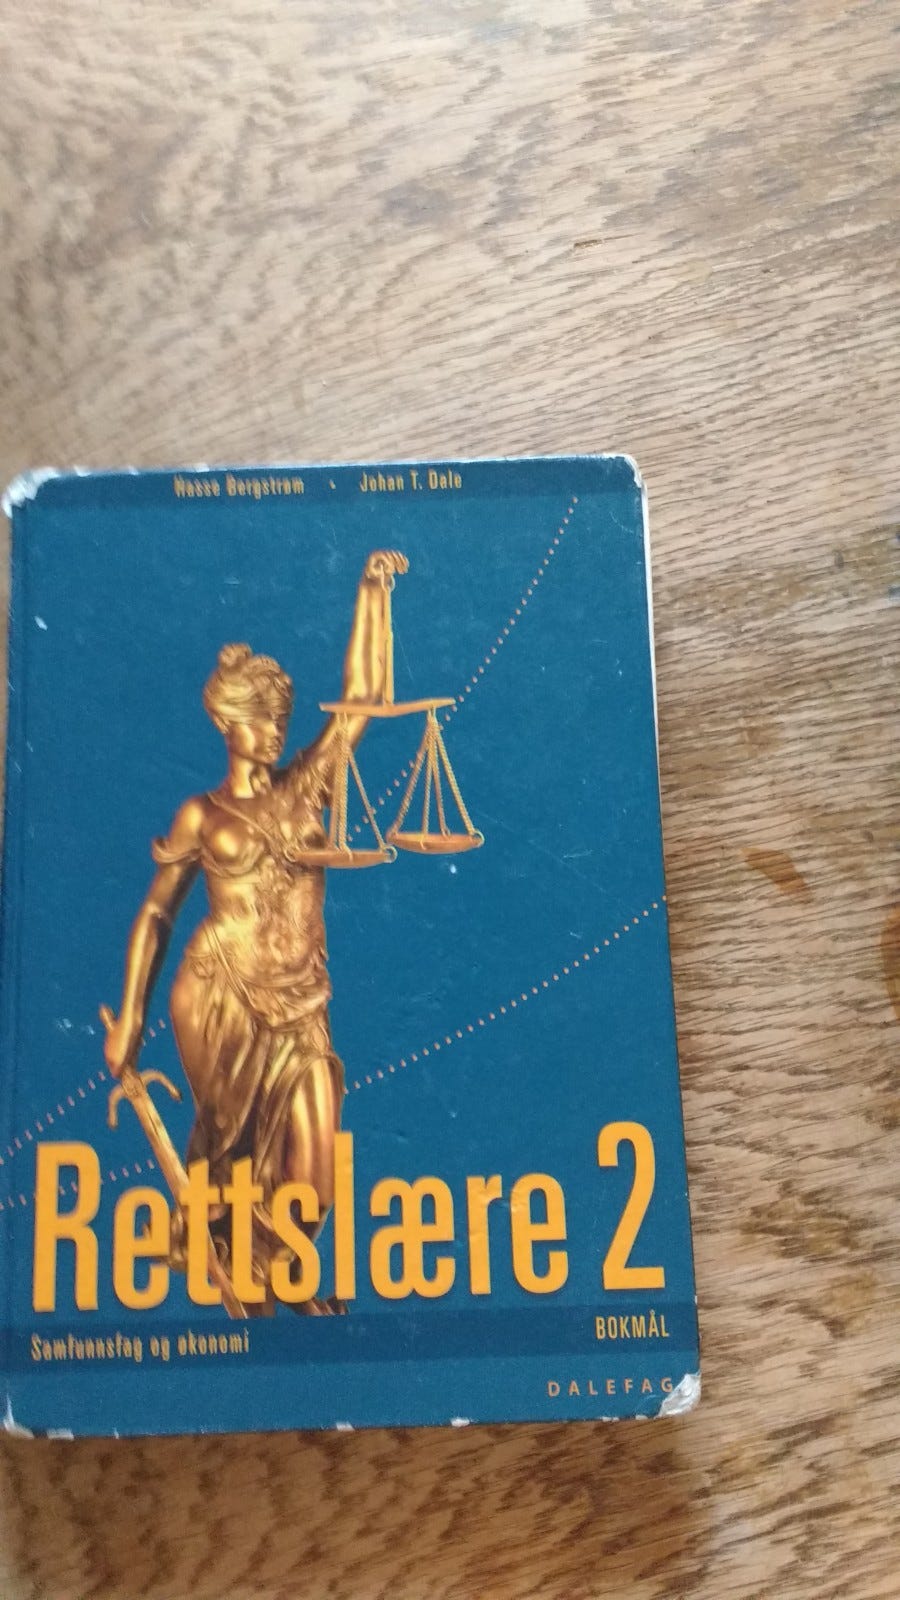 Hasse Bergstrøm • Johan T. Dale
Rettslære 2
Samfunnsfag og økonomi
BOKMÅL
DALEFAG